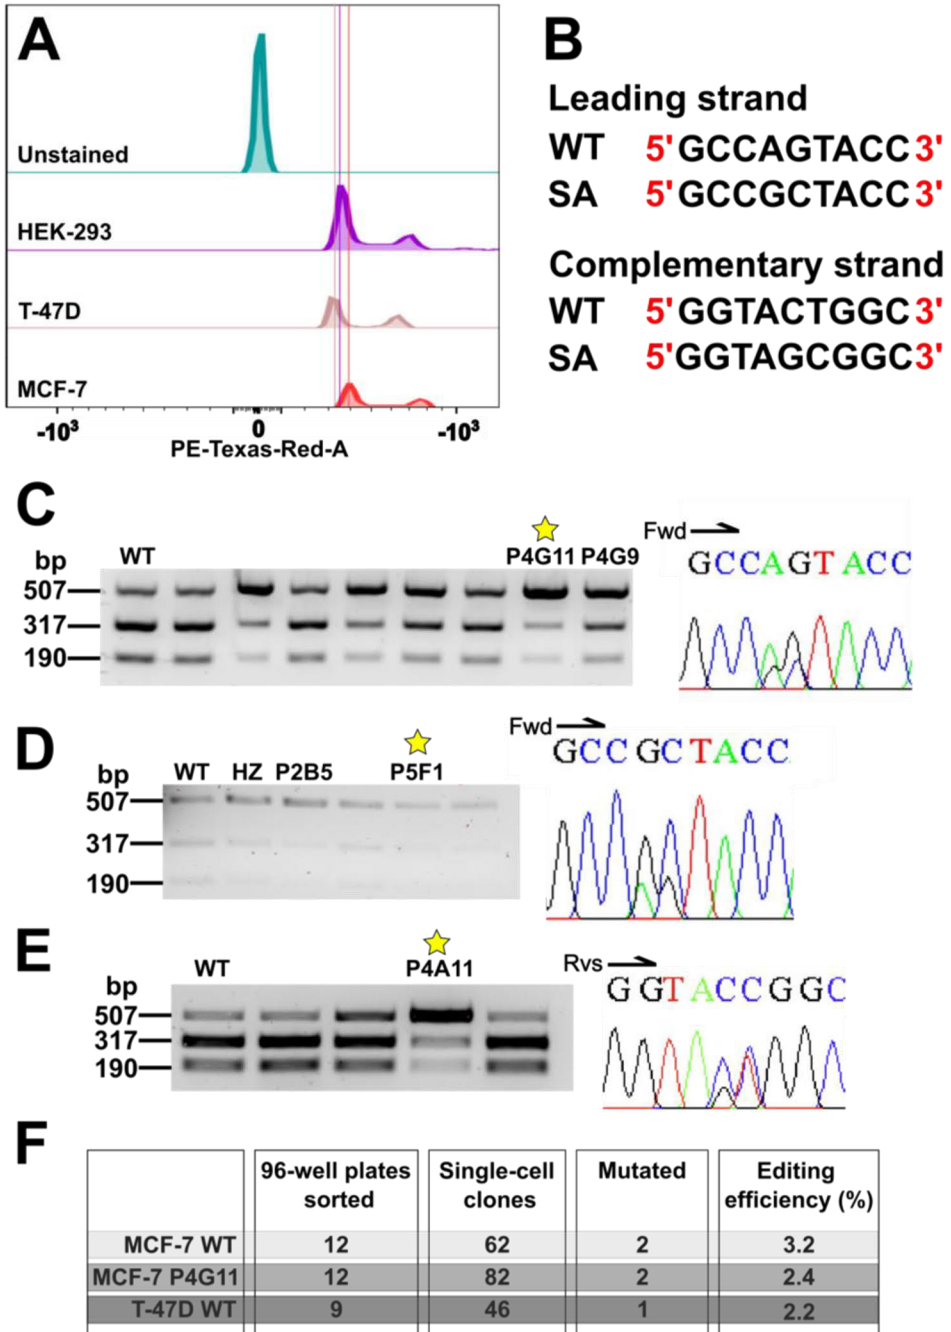 A
Unstained
HEK-293
T-47D
MCF-7
-10³ 0 -10³
PE-Texas-Red-A
B
Leading strand
WT 5'GCCAGTACC3'
SA 5'GCCGCTACC3'
Complementary strand
WT 5'GGTACTGGC3'
SA 5'GGTAGCGGC3'
C
bp
WT P4G11 P4G9
507
317
190
Fwd
GCCAGTACC
D
bp
WT HZ P2B5 P5F1
507
317
190
Fwd
GCCGCTACC
E
bp
WT P4A11
507
317
190
Rvs
GGTACCGGC
F
96-well plates sorted Single-cell clones Mutated Editing efficiency (%)
MCF-7 WT 12 62 2 3.2
MCF-7 P4G11 12 82 2 2.4
T-47D WT 9 46 1 2.2